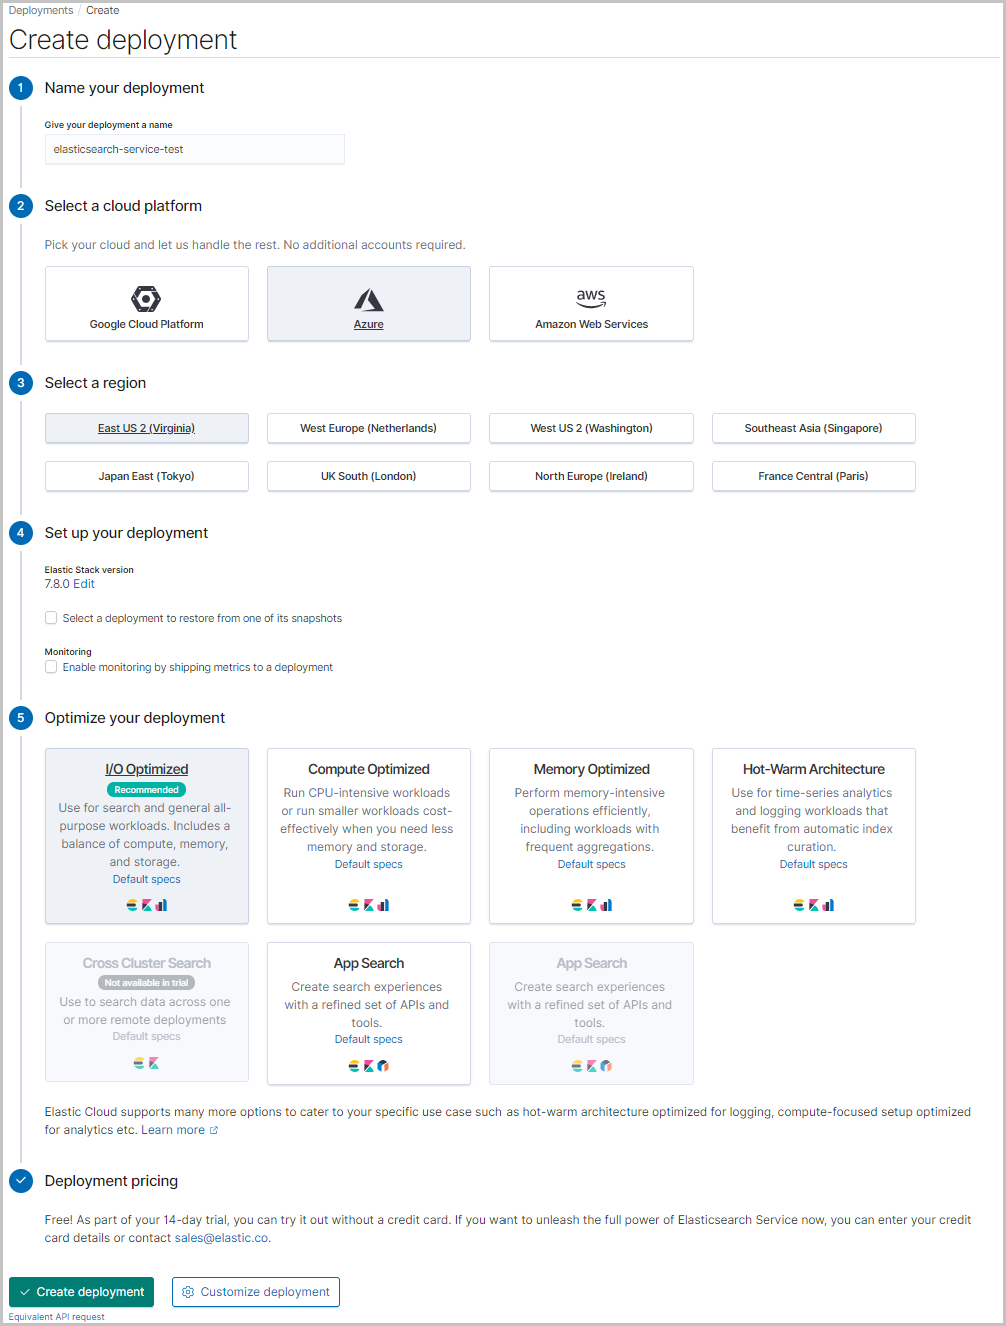 Deployments / Create
Create deployment
1 Name your deployment
Give your deployment a name
elasticsearch-service-test
2 Select a cloud platform
Pick your cloud and let us handle the rest. No additional accounts required.
Google Cloud Platform
Azure
aws
Amazon Web Services
3 Select a region
East US 2 (Virginia)
West Europe (Netherlands)
West US 2 (Washington)
Southeast Asia (Singapore)
Japan East (Tokyo)
UK South (London)
North Europe (Ireland)
France Central (Paris)
4 Set up your deployment
Elastic Stack version
7.8.0 Edit
Select a deployment to restore from one of its snapshots
Monitoring
Enable monitoring by shipping metrics to a deployment
5 Optimize your deployment
I/O Optimized
Recommended
Use for search and general all-
purpose workloads. Includes a
balance of compute, memory,
and storage.
Default specs
Compute Optimized
Run CPU-intensive workloads
or run smaller workloads cost-
effectively when you need less
memory and storage.
Default specs
Memory Optimized
Perform memory-intensive
operations efficiently,
including workloads with
frequent aggregations.
Default specs
Hot-Warm Architecture
Use for time-series analytics
and logging workloads that
benefit from automatic index
curation.
Default specs
Cross Cluster Search
Not available in trial
Use to search data across one
or more remote deployments
Default specs
App Search
Create search experiences
with a refined set of APIs and
tools.
Default specs
App Search
Create search experiences
with a refined set of APIs and
tools.
Default specs
Elastic Cloud supports many more options to cater to your specific use case such as hot-warm architecture optimized for logging, compute-focused setup optimized
for analytics etc. Learn more
Deployment pricing
Free! As part of your 14-day trial, you can try it out without a credit card. If you want to unleash the full power of Elasticsearch Service now, you can enter your credit
card details or contact sales@elastic.co.
Create deployment
Customize deployment
Equivalent API request